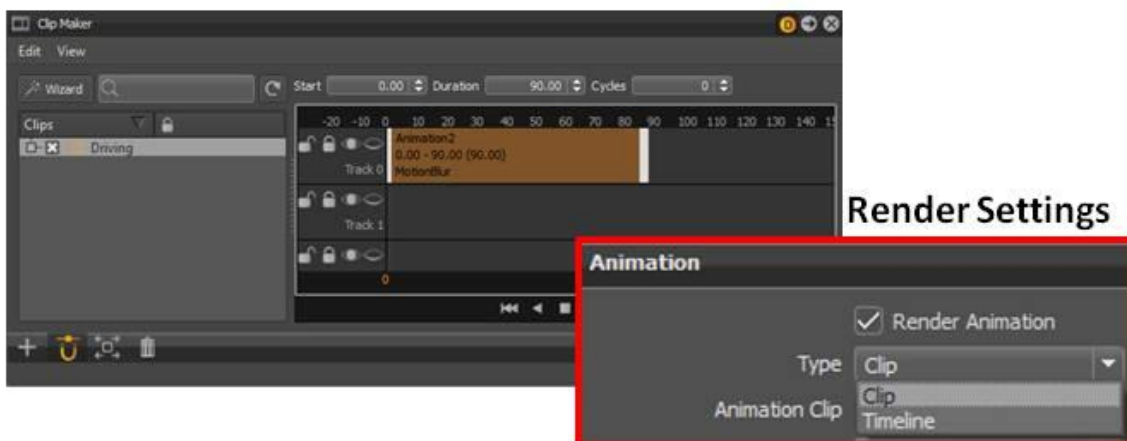 Clip Maker
Edit View
Wizard
Start 0.00 Duration 90.00 Cycles 0
Clips
Driving
-20 -10 0 10 20 30 40 50 60 70 80 90 100 110 120 130 140 15
Animation2
0.00 - 90.00 (90.00)
MotionBlur
Track 0
Track 1
0
Render Settings
Animation
Render Animation
Type Clip
Clip
Timeline
Animation Clip